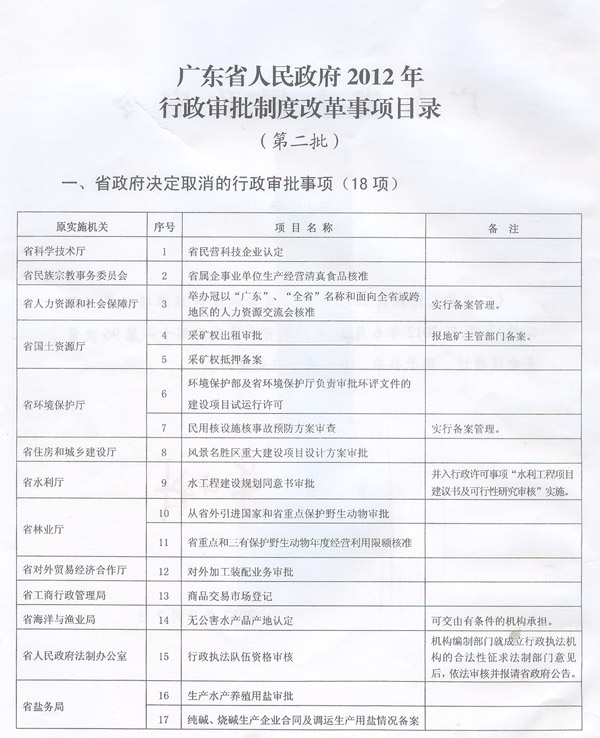 广东省人民政府 2012 年
行政审批制度改革事项目录
（第二批）
一、省政府决定取消的行政审批事项（18 项）
原实施机关 序号 项 目 名 称 备 注
省科学技术厅 1 省民营科技企业认定
省民族宗教事务委员会 2 省属企事业单位生产经营清真食品核准
省人力资源和社会保障厅 3 举办冠以“广东”、“全省”名称和面向全省或跨
地区的人力资源交流会核准 实行备案管理。
省国土资源厅 4 采矿权出租审批 报地矿主管部门备案。
5 采矿权抵押备案
省环境保护厅 6 环境保护部及省环境保护厅负责审批环评文件的
建设项目试运行许可
7 民用核设施核事故预防方案审查 实行备案管理。
省住房和城乡建设厅 8 风景名胜区重大建设项目设计方案审批
省水利厅 9 水工程建设规划同意书审批 并入行政许可事项“水利工程项目
建议书及可行性研究审核”实施。
省林业厅 10 从省外引进国家和省重点保护野生动物审批
11 省重点和三有保护野生动物年度经营利用限额核准
省对外贸易经济合作厅 12 对外加工装配业务审批
省工商行政管理局 13 商品交易市场登记
省海洋与渔业局 14 无公害水产品产地认定 可交由有条件的机构承担。
省人民政府法制办公室 15 行政执法队伍资格审核 机构编制部门就成立行政执法机
构的合法性征求法制部门意见
后，依法审核并报请省政府公告。
省盐务局 16 生产水产养殖用盐审批
17 纯碱、烧碱生产企业合同及调运生产用盐情况备案